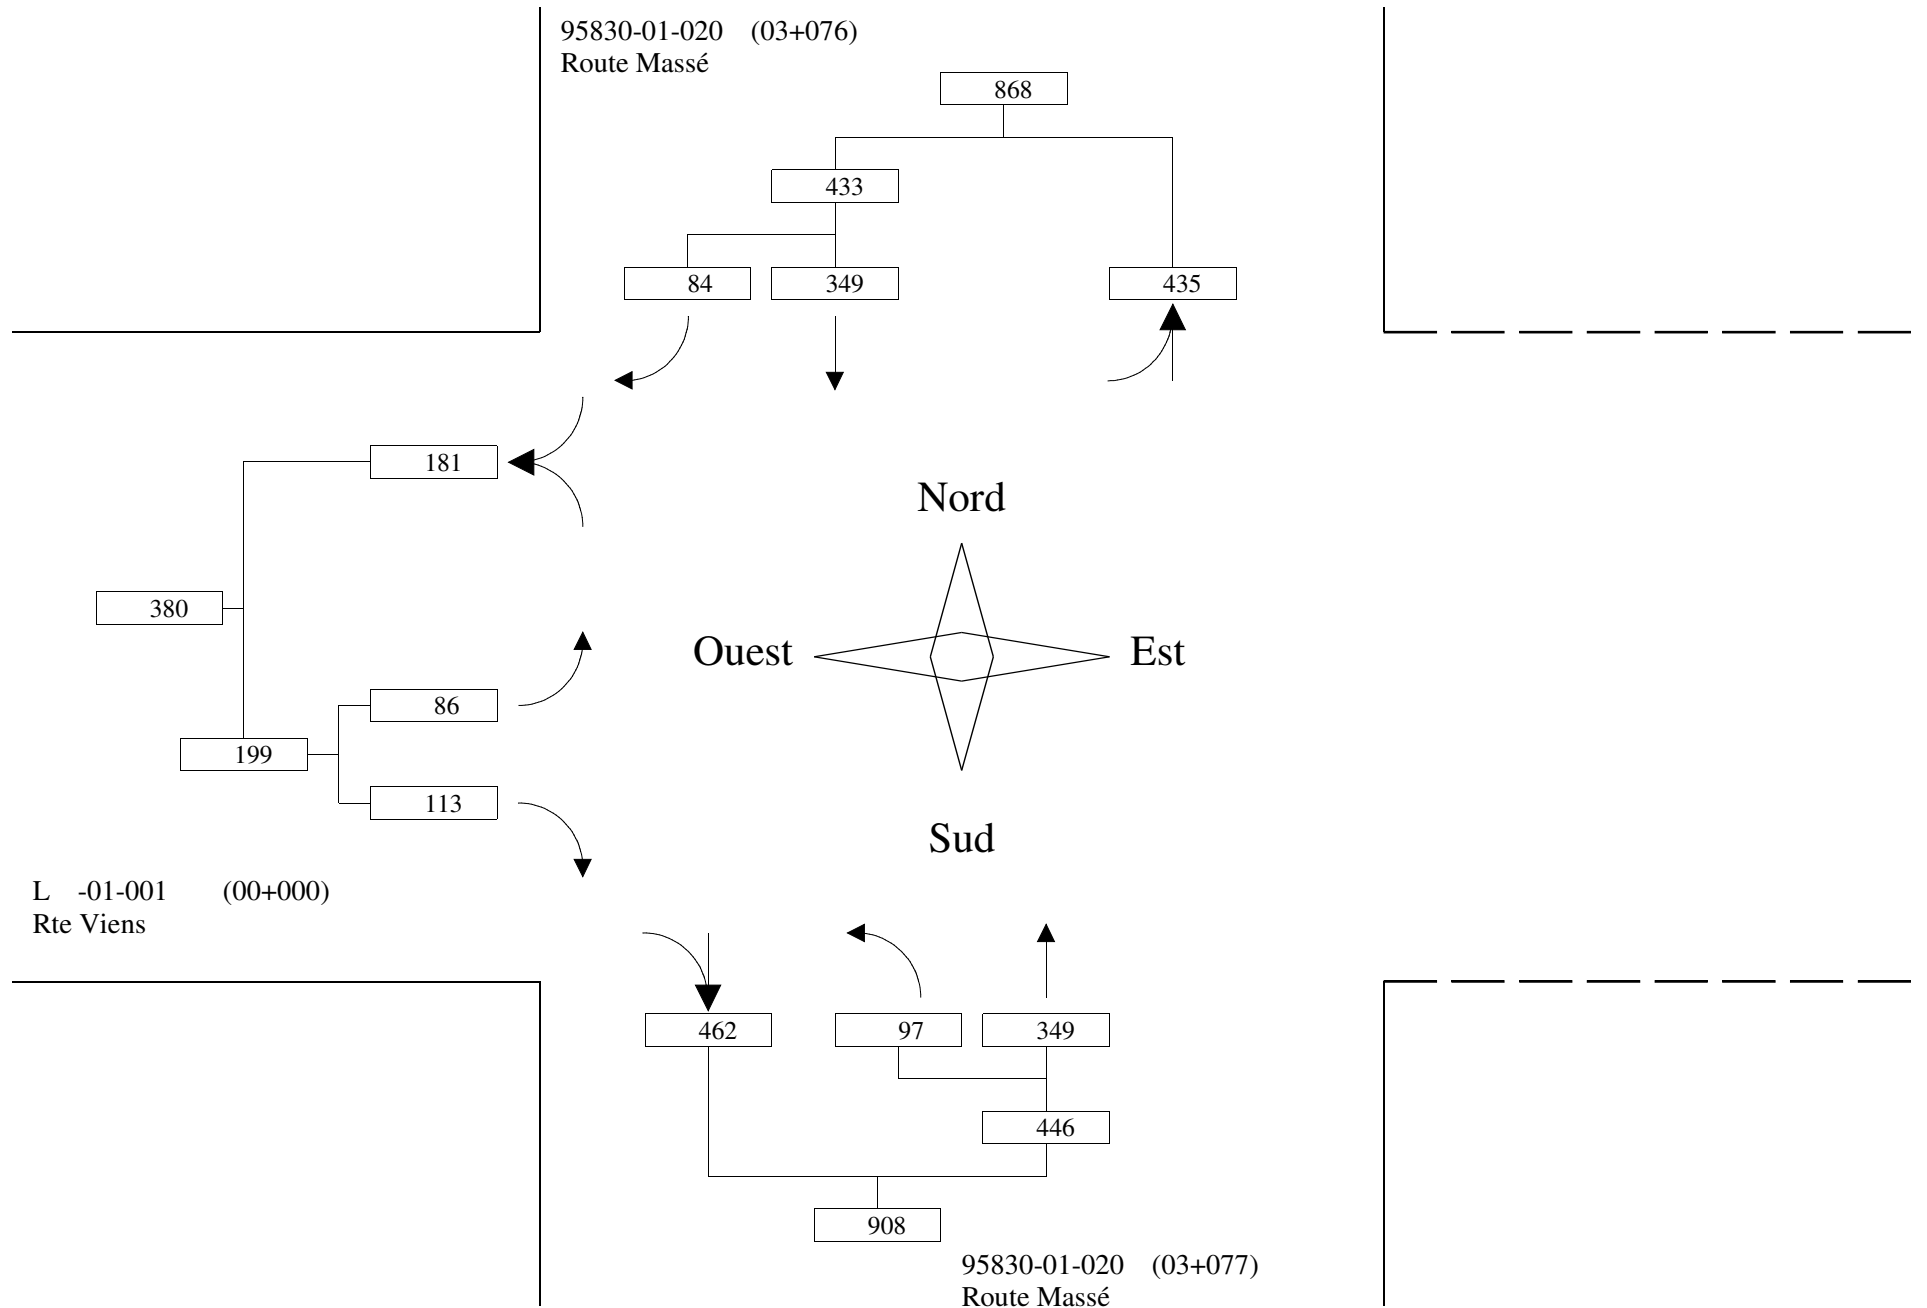 95830-01-020 (03+076)
Route Massé
868
433
84 349 435
181
Nord
380
Ouest Est
86
199
113
Sud
L -01-001 (00+000)
Rte Viens
462 97 349
446
908
95830-01-020 (03+077)
Route Massé